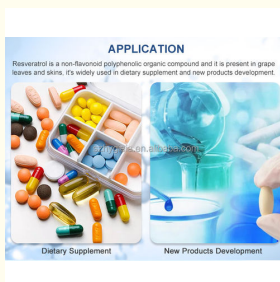 APPLICATION
Resveratrol is a non-flavonoid polyphenolic organic compound and it is present in grape
leaves and skins, it's widely used in dietary supplement and new products development.
Dietary Supplement
New Products Development